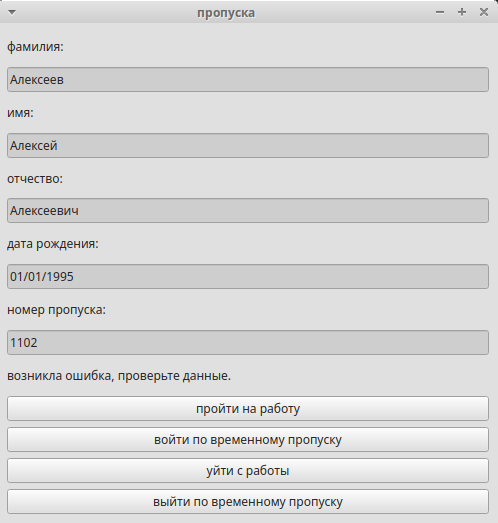 пропуска
фамилия:
Алексеев
имя:
Алексей
отчество:
Алексеевич
дата рождения:
01/01/1995
номер пропуска:
1102
возникла ошибка, проверьте данные.
пройти на работу
войти по временному пропуску
уйти с работы
выйти по временному пропуску